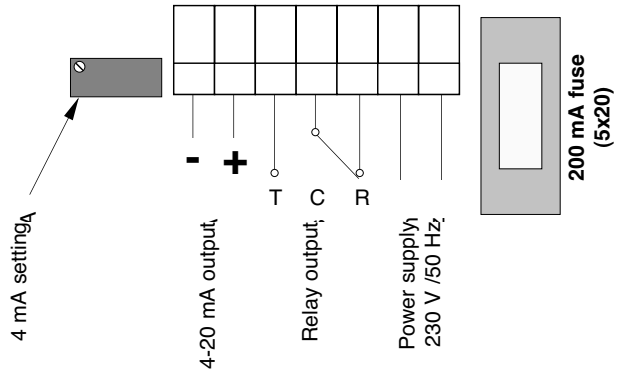 - +
T C R
4 mA setting
4-20 mA output
Relay output
Power supply
230 V /50 Hz
200 mA fuse
(5x20)